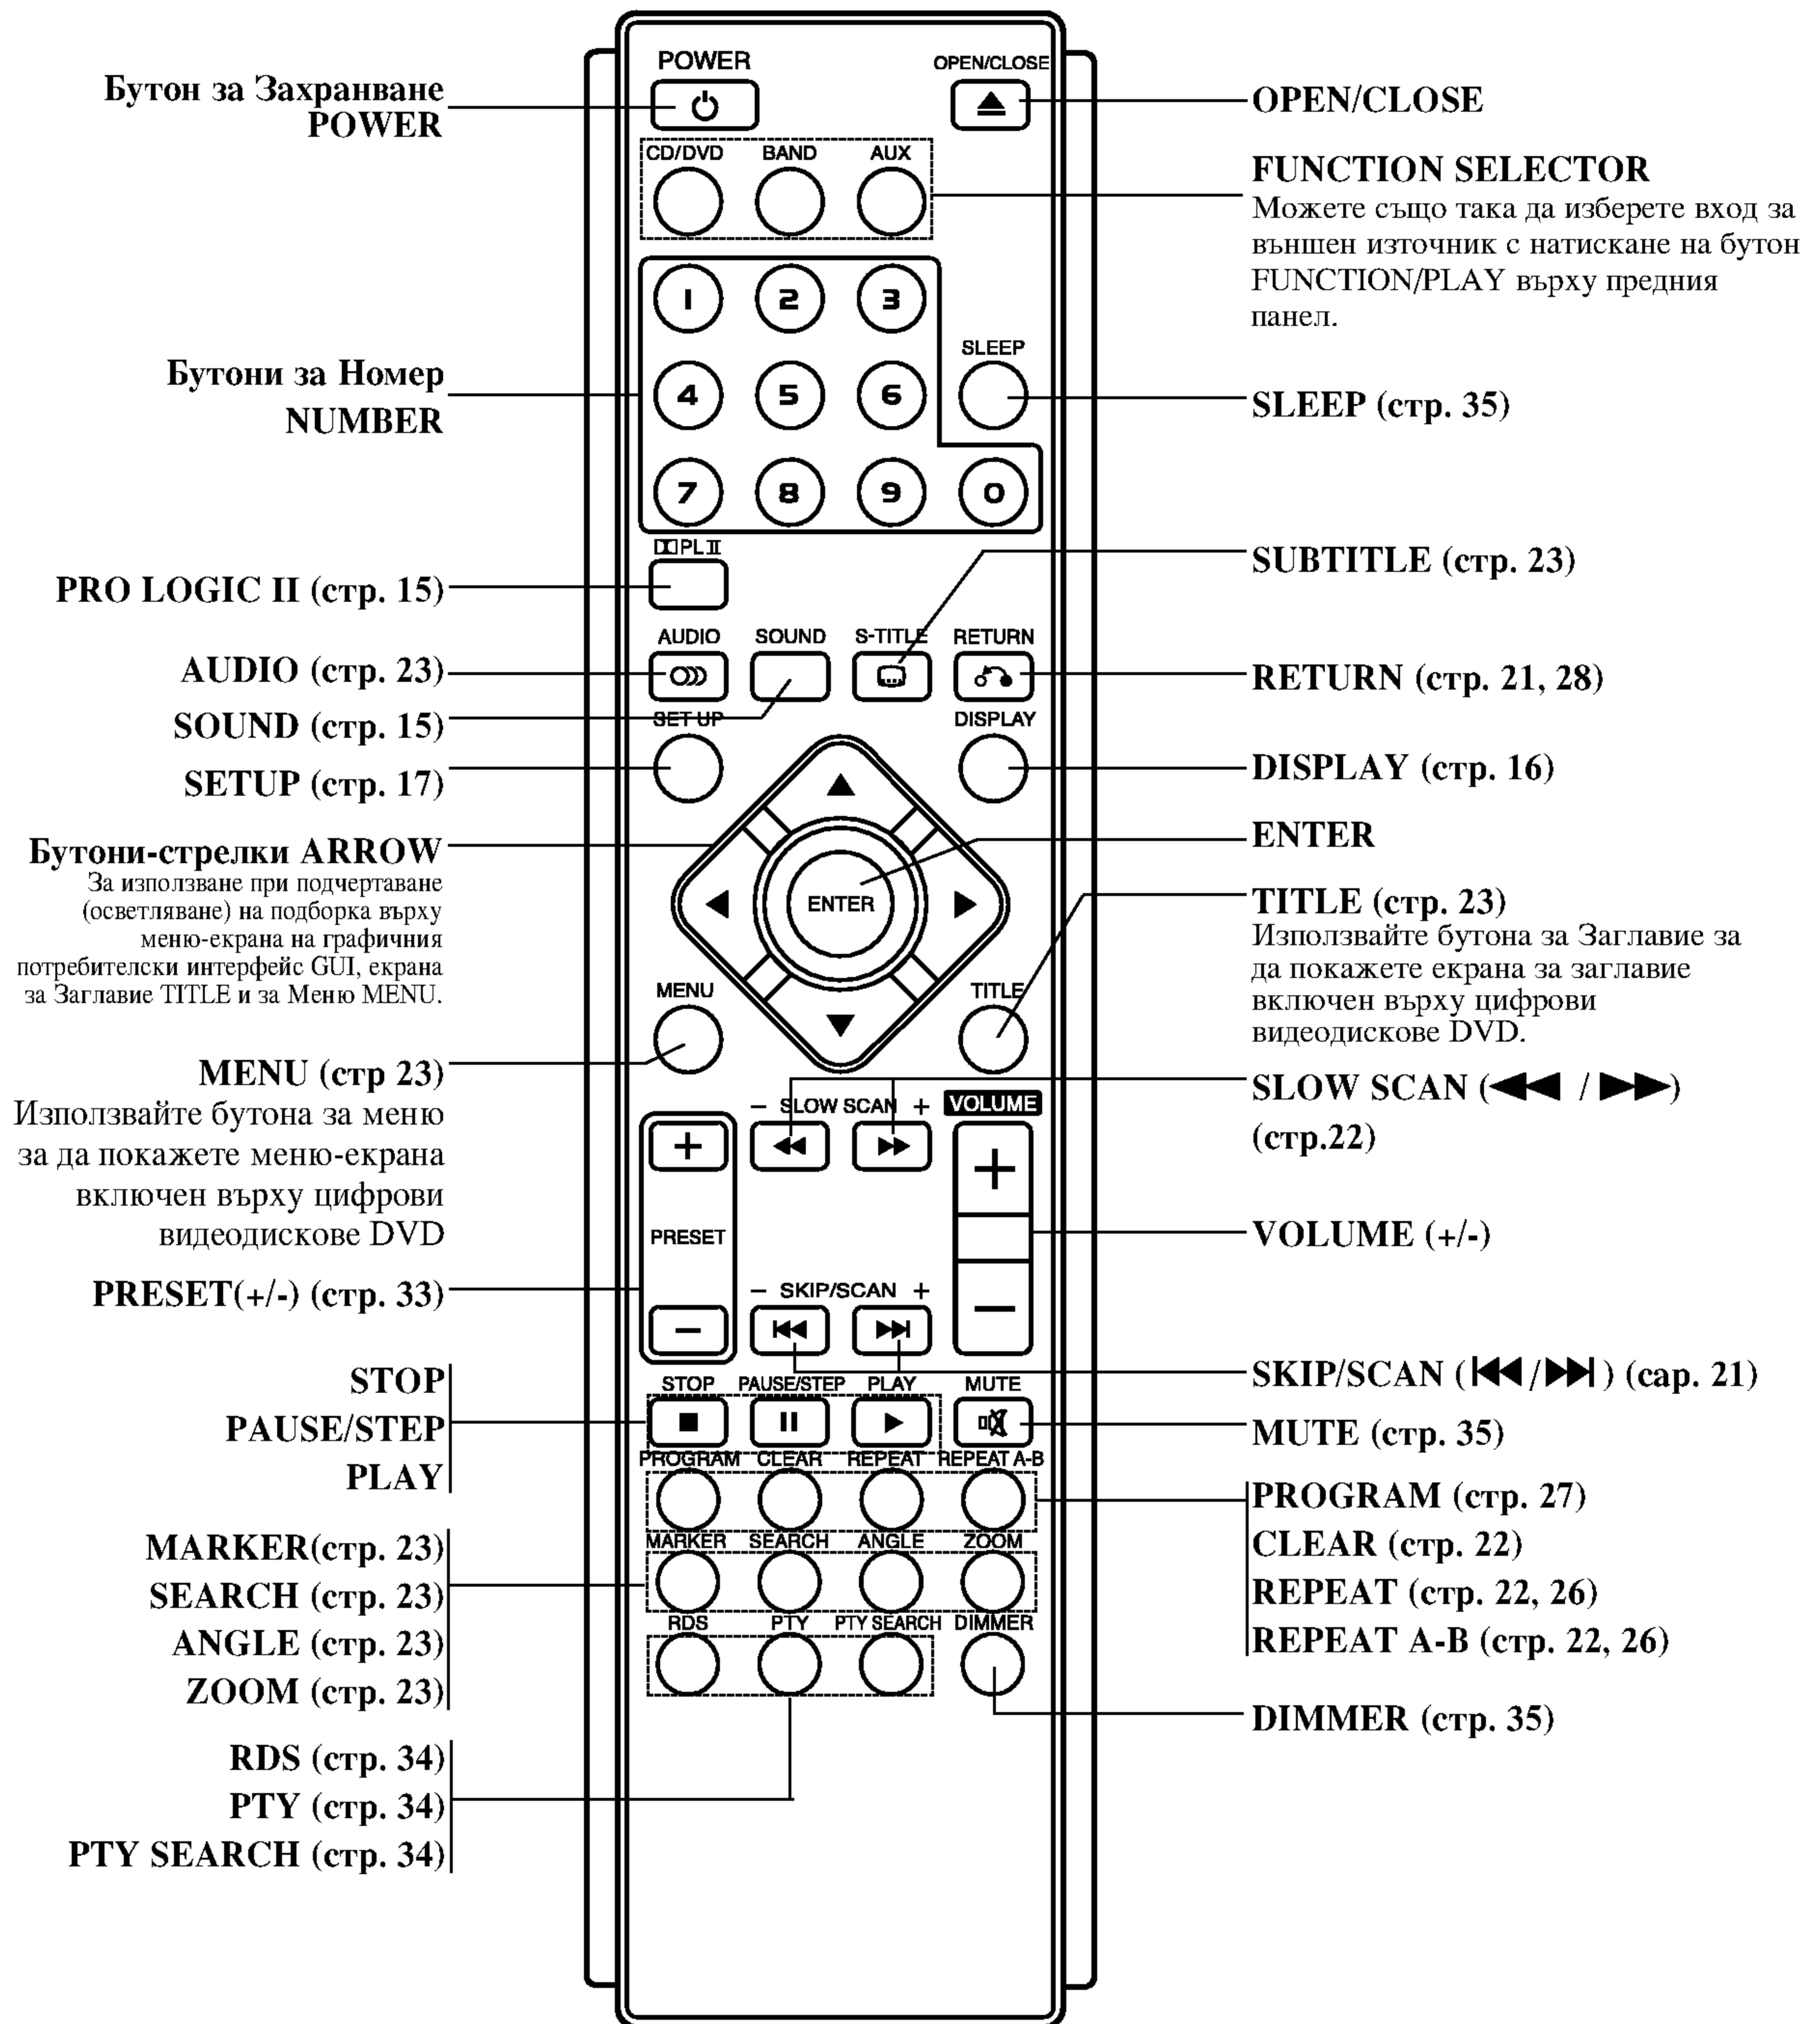 Бутон за Захранване
POWER
Бутони за Номер
NUMBER
PRO LOGIC II (стр. 15)
AUDIO (стр. 23)
SOUND (стр. 15)
SETUP (стр. 17)
Бутони-стрелки ARROW
За използване при подчертаване
(осветляване) на подборка върху
меню-екрана на графичния
потребителски интерфейс GUI, екрана
за Заглавие TITLE и за Меню MENU.
MENU (стр 23)
Използвайте бутона за меню
за да покажете меню-екрана
включен върху цифрови
видеодискове DVD
PRESET(+/-) (стр. 33)
STOP
PAUSE/STEP
PLAY
MARKER(стр. 23)
SEARCH (стр. 23)
ANGLE (стр. 23)
ZOOM (стр. 23)
RDS (стр. 34)
PTY (стр. 34)
PTY SEARCH (стр. 34)
POWER OPEN/CLOSE
CD/DVD BAND AUX
1 2 3
SLEEP
4 5 6
7 8 9 0
PL II
AUDIO SOUND S-TITLE RETURN
SET UP DISPLAY
ENTER
MENU TITLE
- SLOW SCAN + VOLUME
+
+
PRESET
- SKIP/SCAN +
−
−
STOP PAUSE/STEP PLAY MUTE
PROGRAM CLEAR REPEAT REPEAT A-B
MARKER SEARCH ANGLE ZOOM
RDS PTY PTY SEARCH DIMMER
OPEN/CLOSE
FUNCTION SELECTOR
Можете също така да изберете вход за
външен източник с натискане на бутон
FUNCTION/PLAY върху предния
панел.
SLEEP (стр. 35)
SUBTITLE (стр. 23)
RETURN (стр. 21, 28)
DISPLAY (стр. 16)
ENTER
TITLE (стр. 23)
Използвайте бутона за Заглавие за
да покажете екрана за заглавие
включен върху цифрови
видеодискове DVD.
SLOW SCAN (◀◀ / ▶▶)
(стр.22)
VOLUME (+/-)
SKIP/SCAN (|◀◀/▶▶|) (сар. 21)
MUTE (стр. 35)
PROGRAM (стр. 27)
CLEAR (стр. 22)
REPEAT (стр. 22, 26)
REPEAT A-B (стр. 22, 26)
DIMMER (стр. 35)